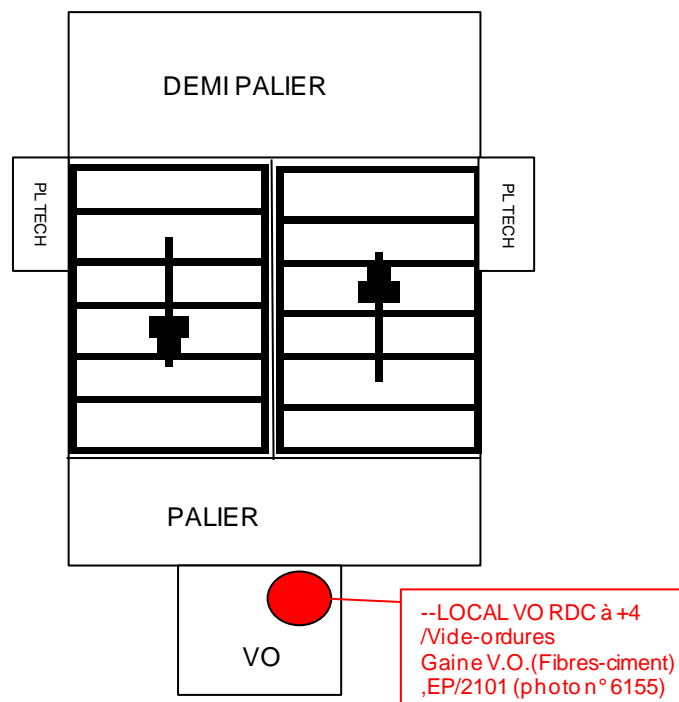 DEMI PALIER
PL TECH
PL TECH
PALIER
VO
--LOCAL VO RDC à +4
/Vide-ordures
Gaine V.O.(Fibres-ciment)
,EP/2101 (photo n° 6155)